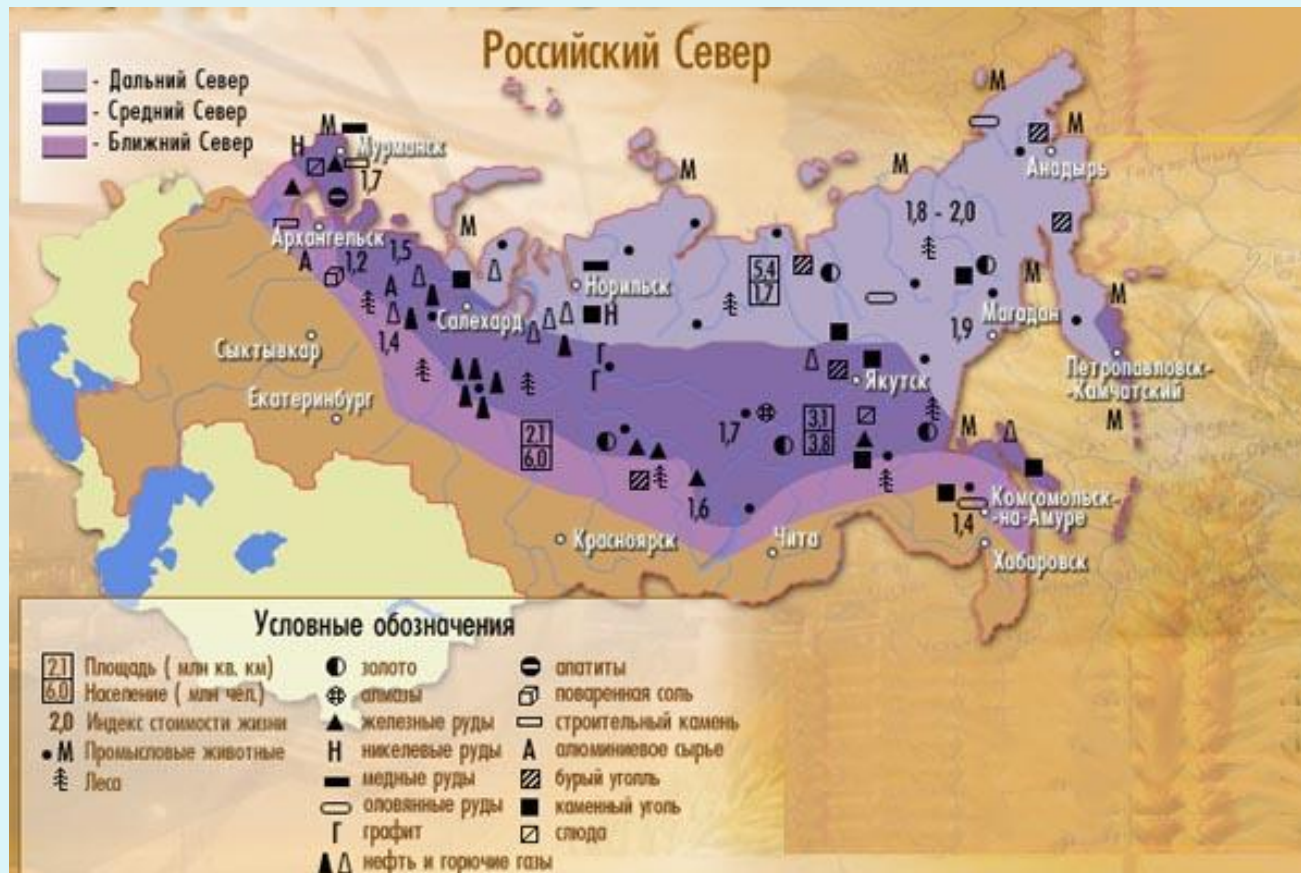 Российский Север
- Дальний Север
- Средний Север
- Ближний Север
М
М
М
Н
Мурманск
1,7
М
М
М
Анадырь
1,8 - 2,0
Архангельск
1,5
М
А
1,2
А
5,4
1,7
Норильск
Н
М
М
Салехард
1,4
Магадан
1,9
Сыктывкар
Г
Г
Якутск
Петропавловск-
-Камчатский
Екатеринбург
2,1
6,0
1,7
3,1
3,8
М
М
1,6
Комсомольск-
-на-Амуре
1,4
Красноярск
Чита
Хабаровск
Условные обозначения
2,1 Площадь ( млн кв. км)
6,0 Население ( млн чел.)
2,0 Индекс стоимости жизни
М Промысловые животные
Леса
золото
алмазы
железные руды
Н никелевые руды
медные руды
оловянные руды
Г графит
нефть и горючие газы
апатиты
поваренная соль
строительный камень
А алюминиевое сырье
бурый уголль
каменный уголь
слюда